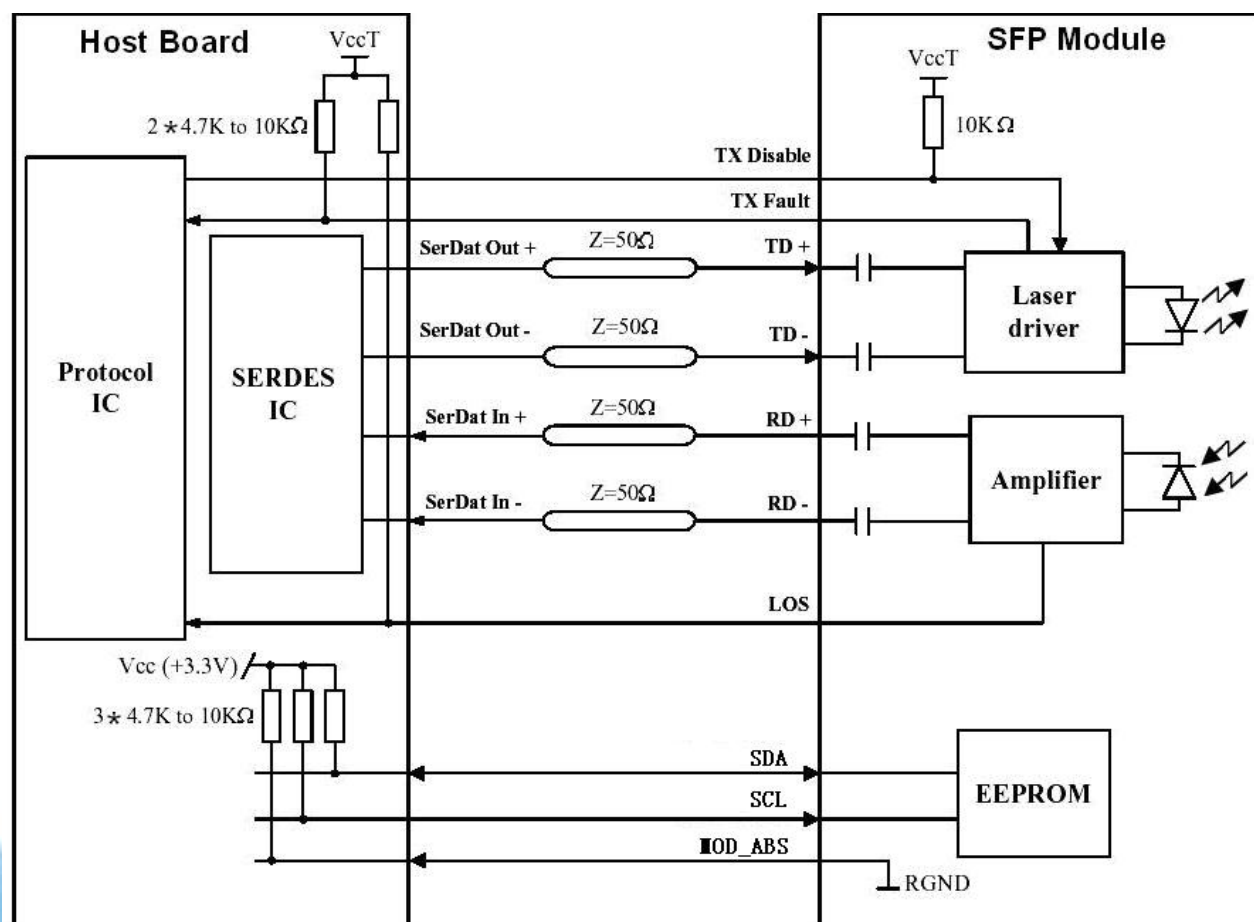 Host Board
SFP Module
VccT
VccT
2*4.7K to 10KΩ
10KΩ
TX Disable
TX Fault
SerDat Out +
Z=50Ω
TD +
Laser
driver
SerDat Out -
Z=50Ω
TD -
Protocol
IC
SERDES
IC
SerDat In +
Z=50Ω
RD +
Amplifier
SerDat In -
Z=50Ω
RD -
LOS
Vcc (+3.3V)
3*4.7K to 10KΩ
SDA
SCL
EEPROM
MOD_ABS
RGND